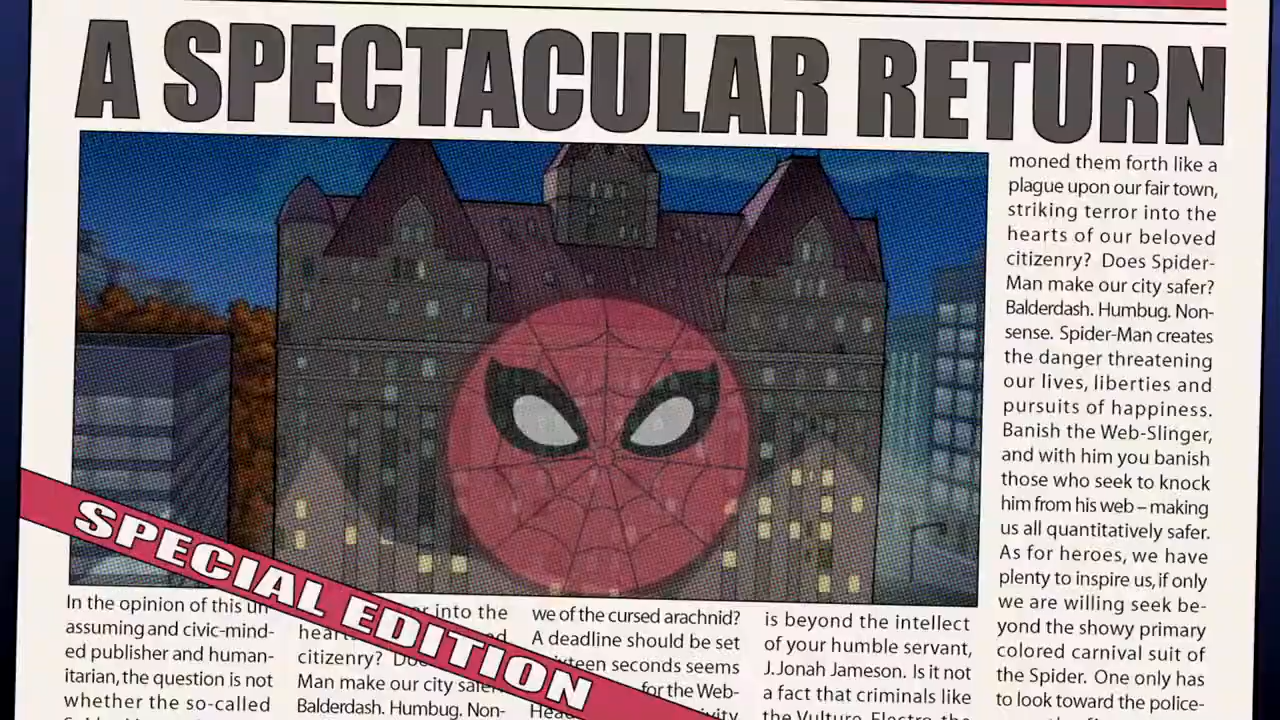 A SPECTACULAR RETURN
SPECIAL EDITION
In the opinion of this un
assuming and civic-mind-
ed publisher and human-
itarian, the question is not
whether the so-called
into the
citizenry?
Man make our city safer
Balderdash. Humbug. Non-
we of the cursed arachnid?
A deadline should be set
seconds seems
for the Web-
is beyond the intellect
of your humble servant,
J.Jonah Jameson. Is it not
a fact that criminals like
the Vulture, Electro, the
moned them forth like a
plague upon our fair town,
striking terror into the
hearts of our beloved
citizenry? Does Spider-
Man make our city safer?
Balderdash. Humbug. Non-
sense. Spider-Man creates
the danger threatening
our lives, liberties and
pursuits of happiness.
Banish the Web-Slinger,
and with him you banish
those who seek to knock
him from his web – making
us all quantitatively safer.
As for heroes, we have
plenty to inspire us, if only
we are willing seek be-
yond the showy primary
colored carnival suit of
the Spider. One only has
to look toward the police-